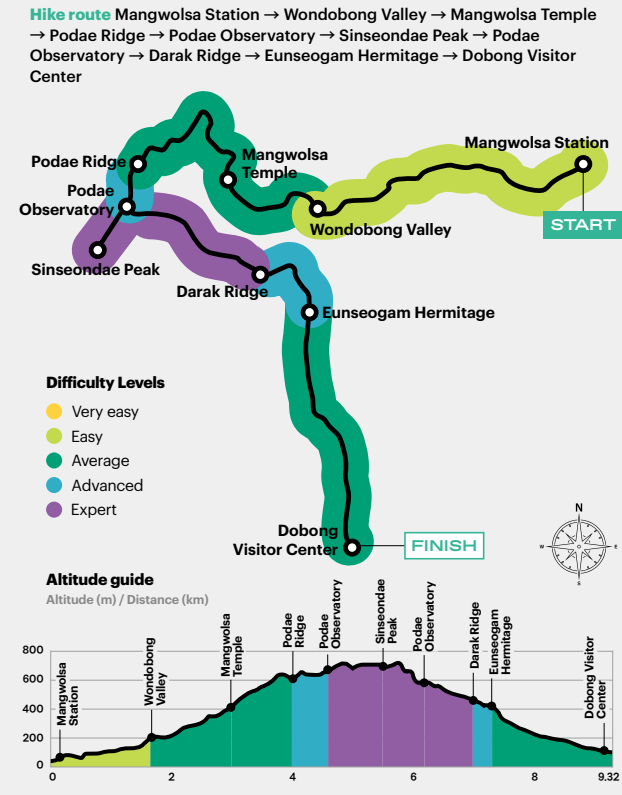 Hike route Mangwolsa Station → Wondobong Valley → Mangwolsa Temple
→ Podae Ridge → Podae Observatory → Sinseondae Peak → Podae
Observatory → Darak Ridge → Eunseogam Hermitage → Dobong Visitor
Center
Mangwolsa Station
Mangwolsa
Temple
Podae Ridge
Podae
Observatory
START
Wondobong Valley
Sinseondae Peak
Darak Ridge
Eunseogam Hermitage
Difficulty Levels
Very easy
Easy
Average
Advanced
Expert
N
W
E
S
Dobong
Visitor Center
FINISH
Altitude guide
Altitude (m) / Distance (km)
Mangwolsa
Station
Wondobong
Valley
Mangwolsa
Temple
Podae
Ridge
Podae
Observatory
Sinseondae
Peak
Podae
Observatory
Darak Ridge
Eunseogam
Hermitage
Dobong Visitor
Center
800
600
400
200
0
0 2 4 6 8 9.32